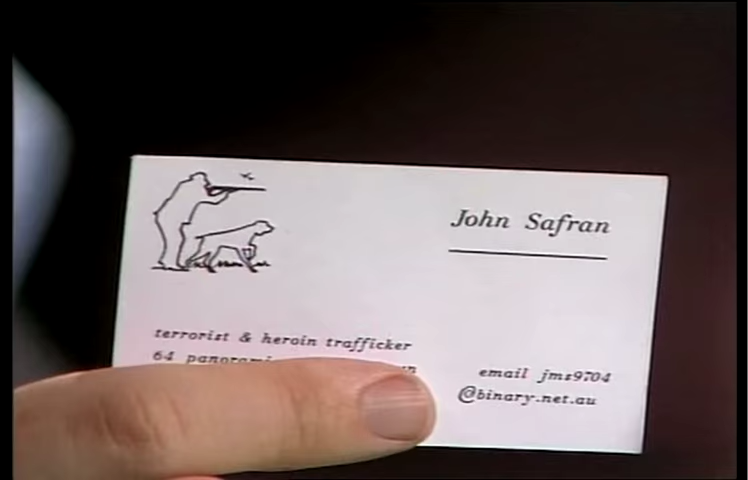 John Safran
terrorist & heroin trafficker
64
email jms9704
@binary.net.au